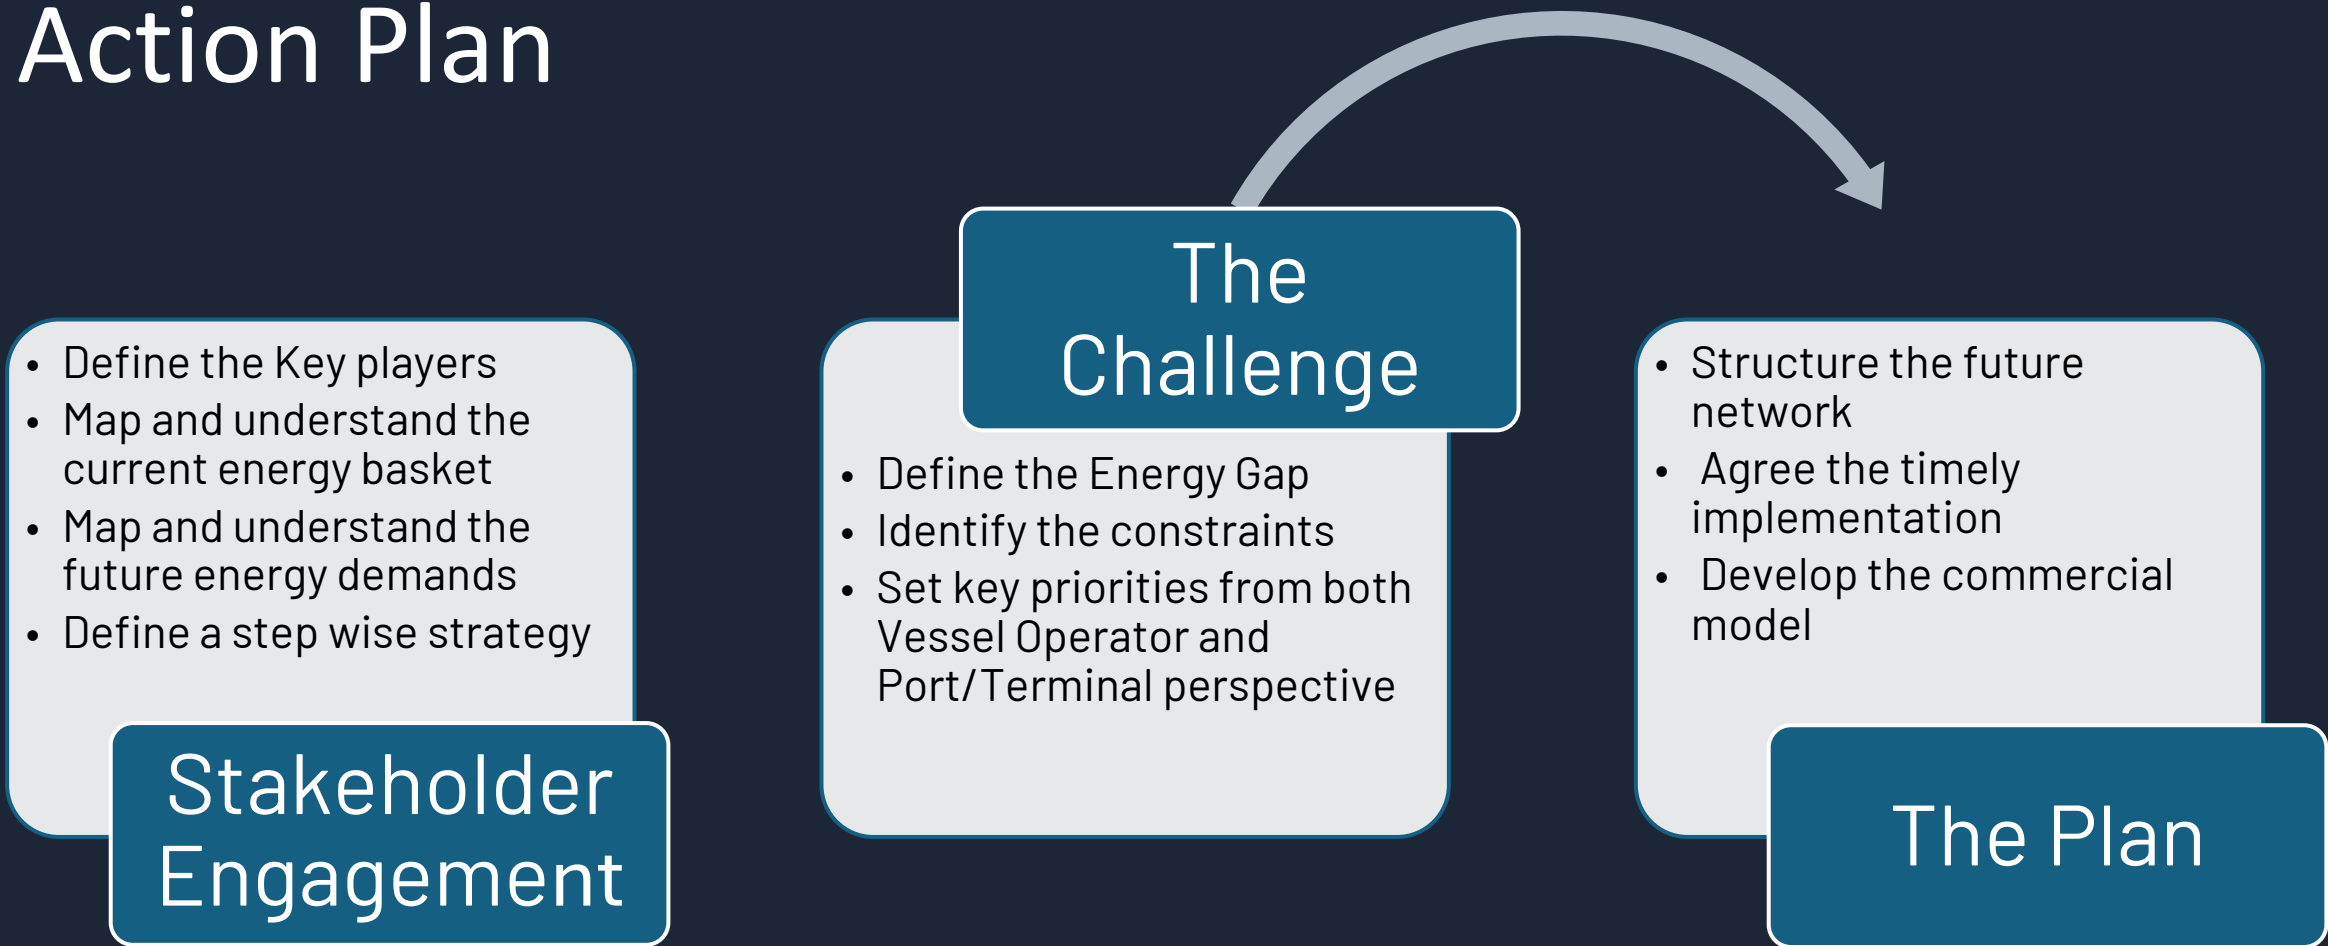 Action Plan
• Define the Key players
• Map and understand the
current energy basket
• Map and understand the
future energy demands
• Define a step wise strategy
Stakeholder
Engagement
The
Challenge
• Define the Energy Gap
• Identify the constraints
• Set key priorities from both
Vessel Operator and
Port/Terminal perspective
• Structure the future
network
• Agree the timely
implementation
• Develop the commercial
model
The Plan